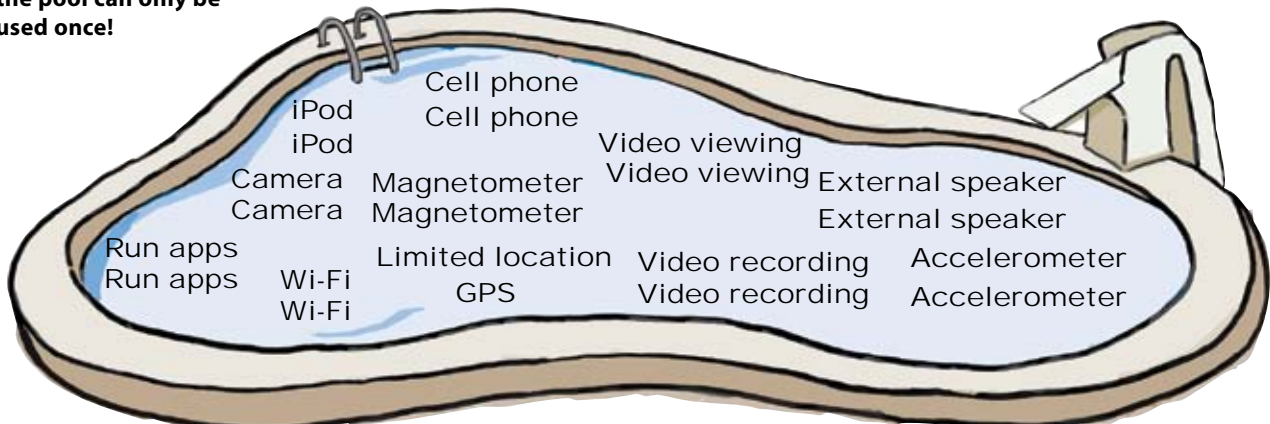 the pool can only be
used once!
Cell phone
Cell phone
iPod
iPod
Video viewing
Video viewing
Camera
Camera
Magnetometer
Magnetometer
External speaker
External speaker
Run apps
Run apps
Wi-Fi
Wi-Fi
Limited location
GPS
Video recording
Video recording
Accelerometer
Accelerometer